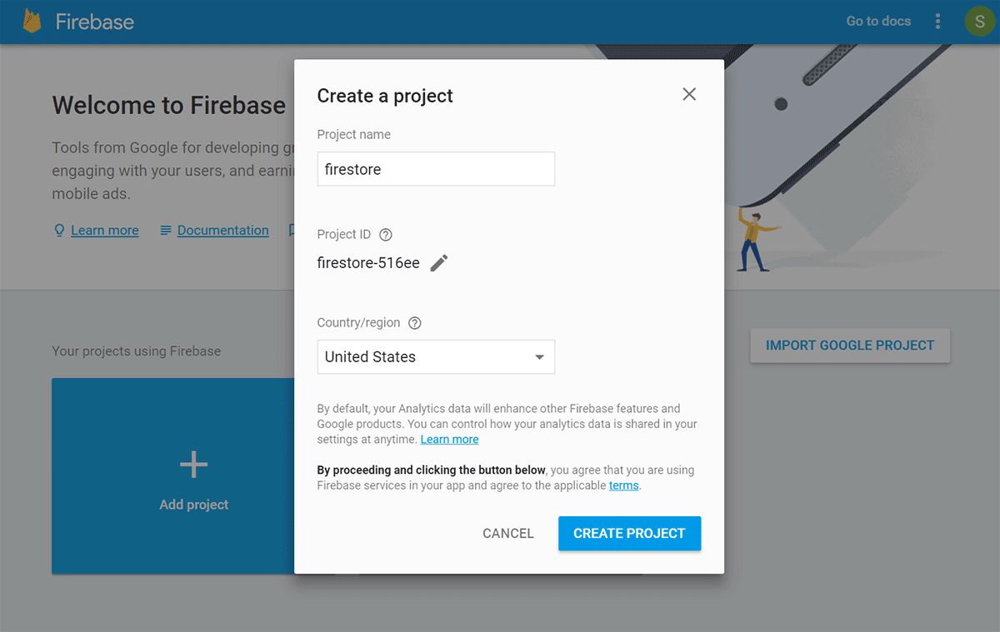 Firebase
Go to docs
S
Welcome to Firebase
Tools from Google for developing
engaging with your users, and
mobile ads.
Learn more
Documentation
Your projects using Firebase
Add project
IMPORT GOOGLE PROJECT
Create a project
Project name
firestore
Project ID
firestore-516ee
Country/region
United States
By default, your Analytics data will enhance other Firebase features and
Google products. You can control how your analytics data is shared in your
settings at anytime. Learn more
By proceeding and clicking the button below, you agree that you are using
Firebase services in your app and agree to the applicable terms.
CANCEL
CREATE PROJECT